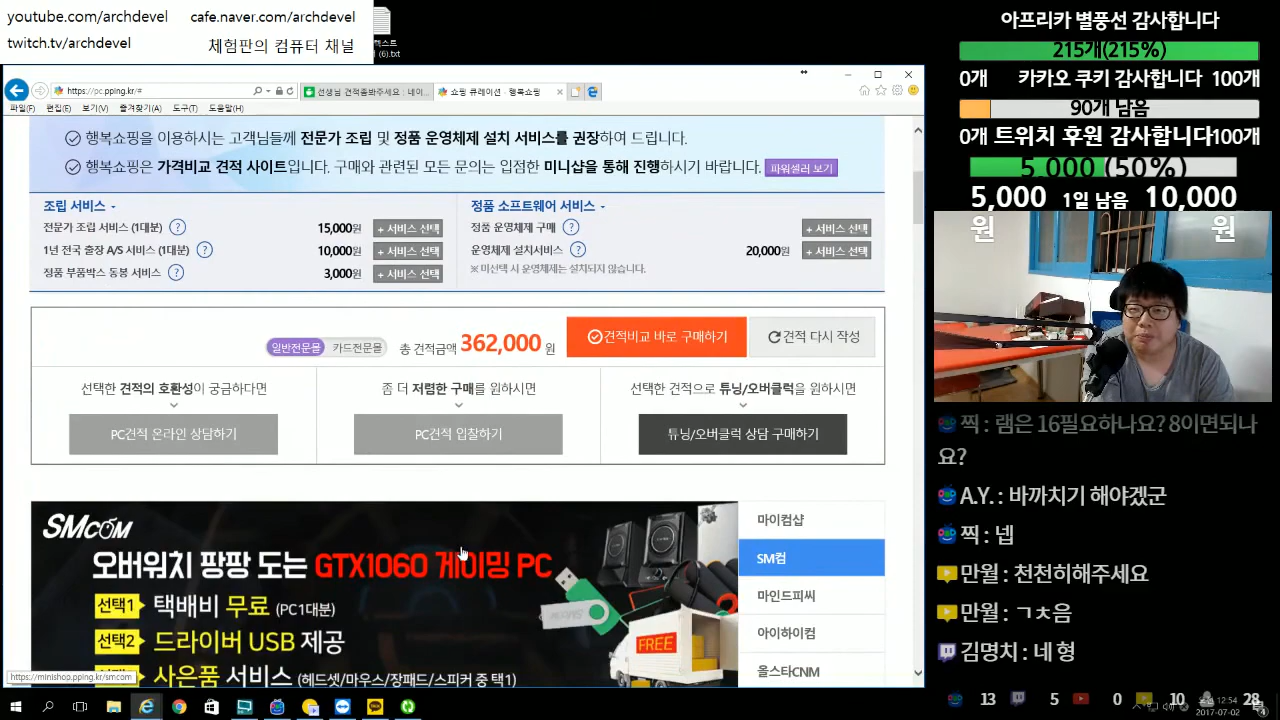 youtube.com/archdevel cafe.naver.com/archdevel
twitch.tv/archdevel 체험판의 컴퓨터 채널
(6).txt
https://pc.pping.kr/#
선생님 견적좀봐주세요 : 네이...
쇼핑 큐레이션 - 행복쇼핑
파일(F) 편집(E) 보기(V) 즐겨찾기(A) 도구(T) 도움말(H)
행복쇼핑을 이용하시는 고객님들께 전문가 조립 및 정품 운영체제 설치 서비스를 권장하여 드립니다.
행복쇼핑은 가격비교 견적 사이트입니다. 구매와 관련된 모든 문의는 입점한 미니샵을 통해 진행하시기 바랍니다. 파워셀러 보기
조립 서비스
전문가 조립 서비스 (1대분) ? 15,000원 + 서비스 선택
1년 전국 출장 A/S 서비스 (1대분) ? 10,000원 + 서비스 선택
정품 부품박스 동봉 서비스 ? 3,000원 + 서비스 선택
정품 소프트웨어 서비스
정품 운영체제 구매 ? + 서비스 선택
운영체제 설치서비스 ? 20,000원 + 서비스 선택
※ 미선택 시 운영체제는 설치되지 않습니다.
일반전문몰 카드전문몰 총 견적금액 362,000 원 견적비교 바로 구매하기 견적 다시 작성
선택한 견적의 호환성이 궁금하다면
PC견적 온라인 상담하기
좀 더 저렴한 구매를 원하시면
PC견적 입찰하기
선택한 견적으로 튜닝/오버클럭을 원하시면
튜닝/오버클럭 상담 구매하기
SMCOM
오버워치 팡팡 도는 GTX1060 게이밍 PC
선택1 택배비 무료 (PC1대분)
선택2 드라이버 USB 제공
사은품 서비스 (헤드셋/마우스/장패드/스피커 중 택1)
FREE
마이컴샵
SM컴
마인드피씨
아이하이컴
올스타CNM
https://minishop.pping.kr/smcom
아프리카 별풍선 감사합니다
215개(215%)
0개 카카오 쿠키 감사합니다 100개
90개 남음
0개 트위치 후원 감사합니다 100개
5,000 (50%)
5,000원 1일 남음 10,000원
찍 : 램은 16필요하나요? 8이면되나요?
A.Y. : 바까치기 해야겠군
찍 : 넵
만월 : 천천히해주세요
만월 : ㄱㅊ음
김명치 : 네 형
13 5 0 10 28
12:54
2017-07-02